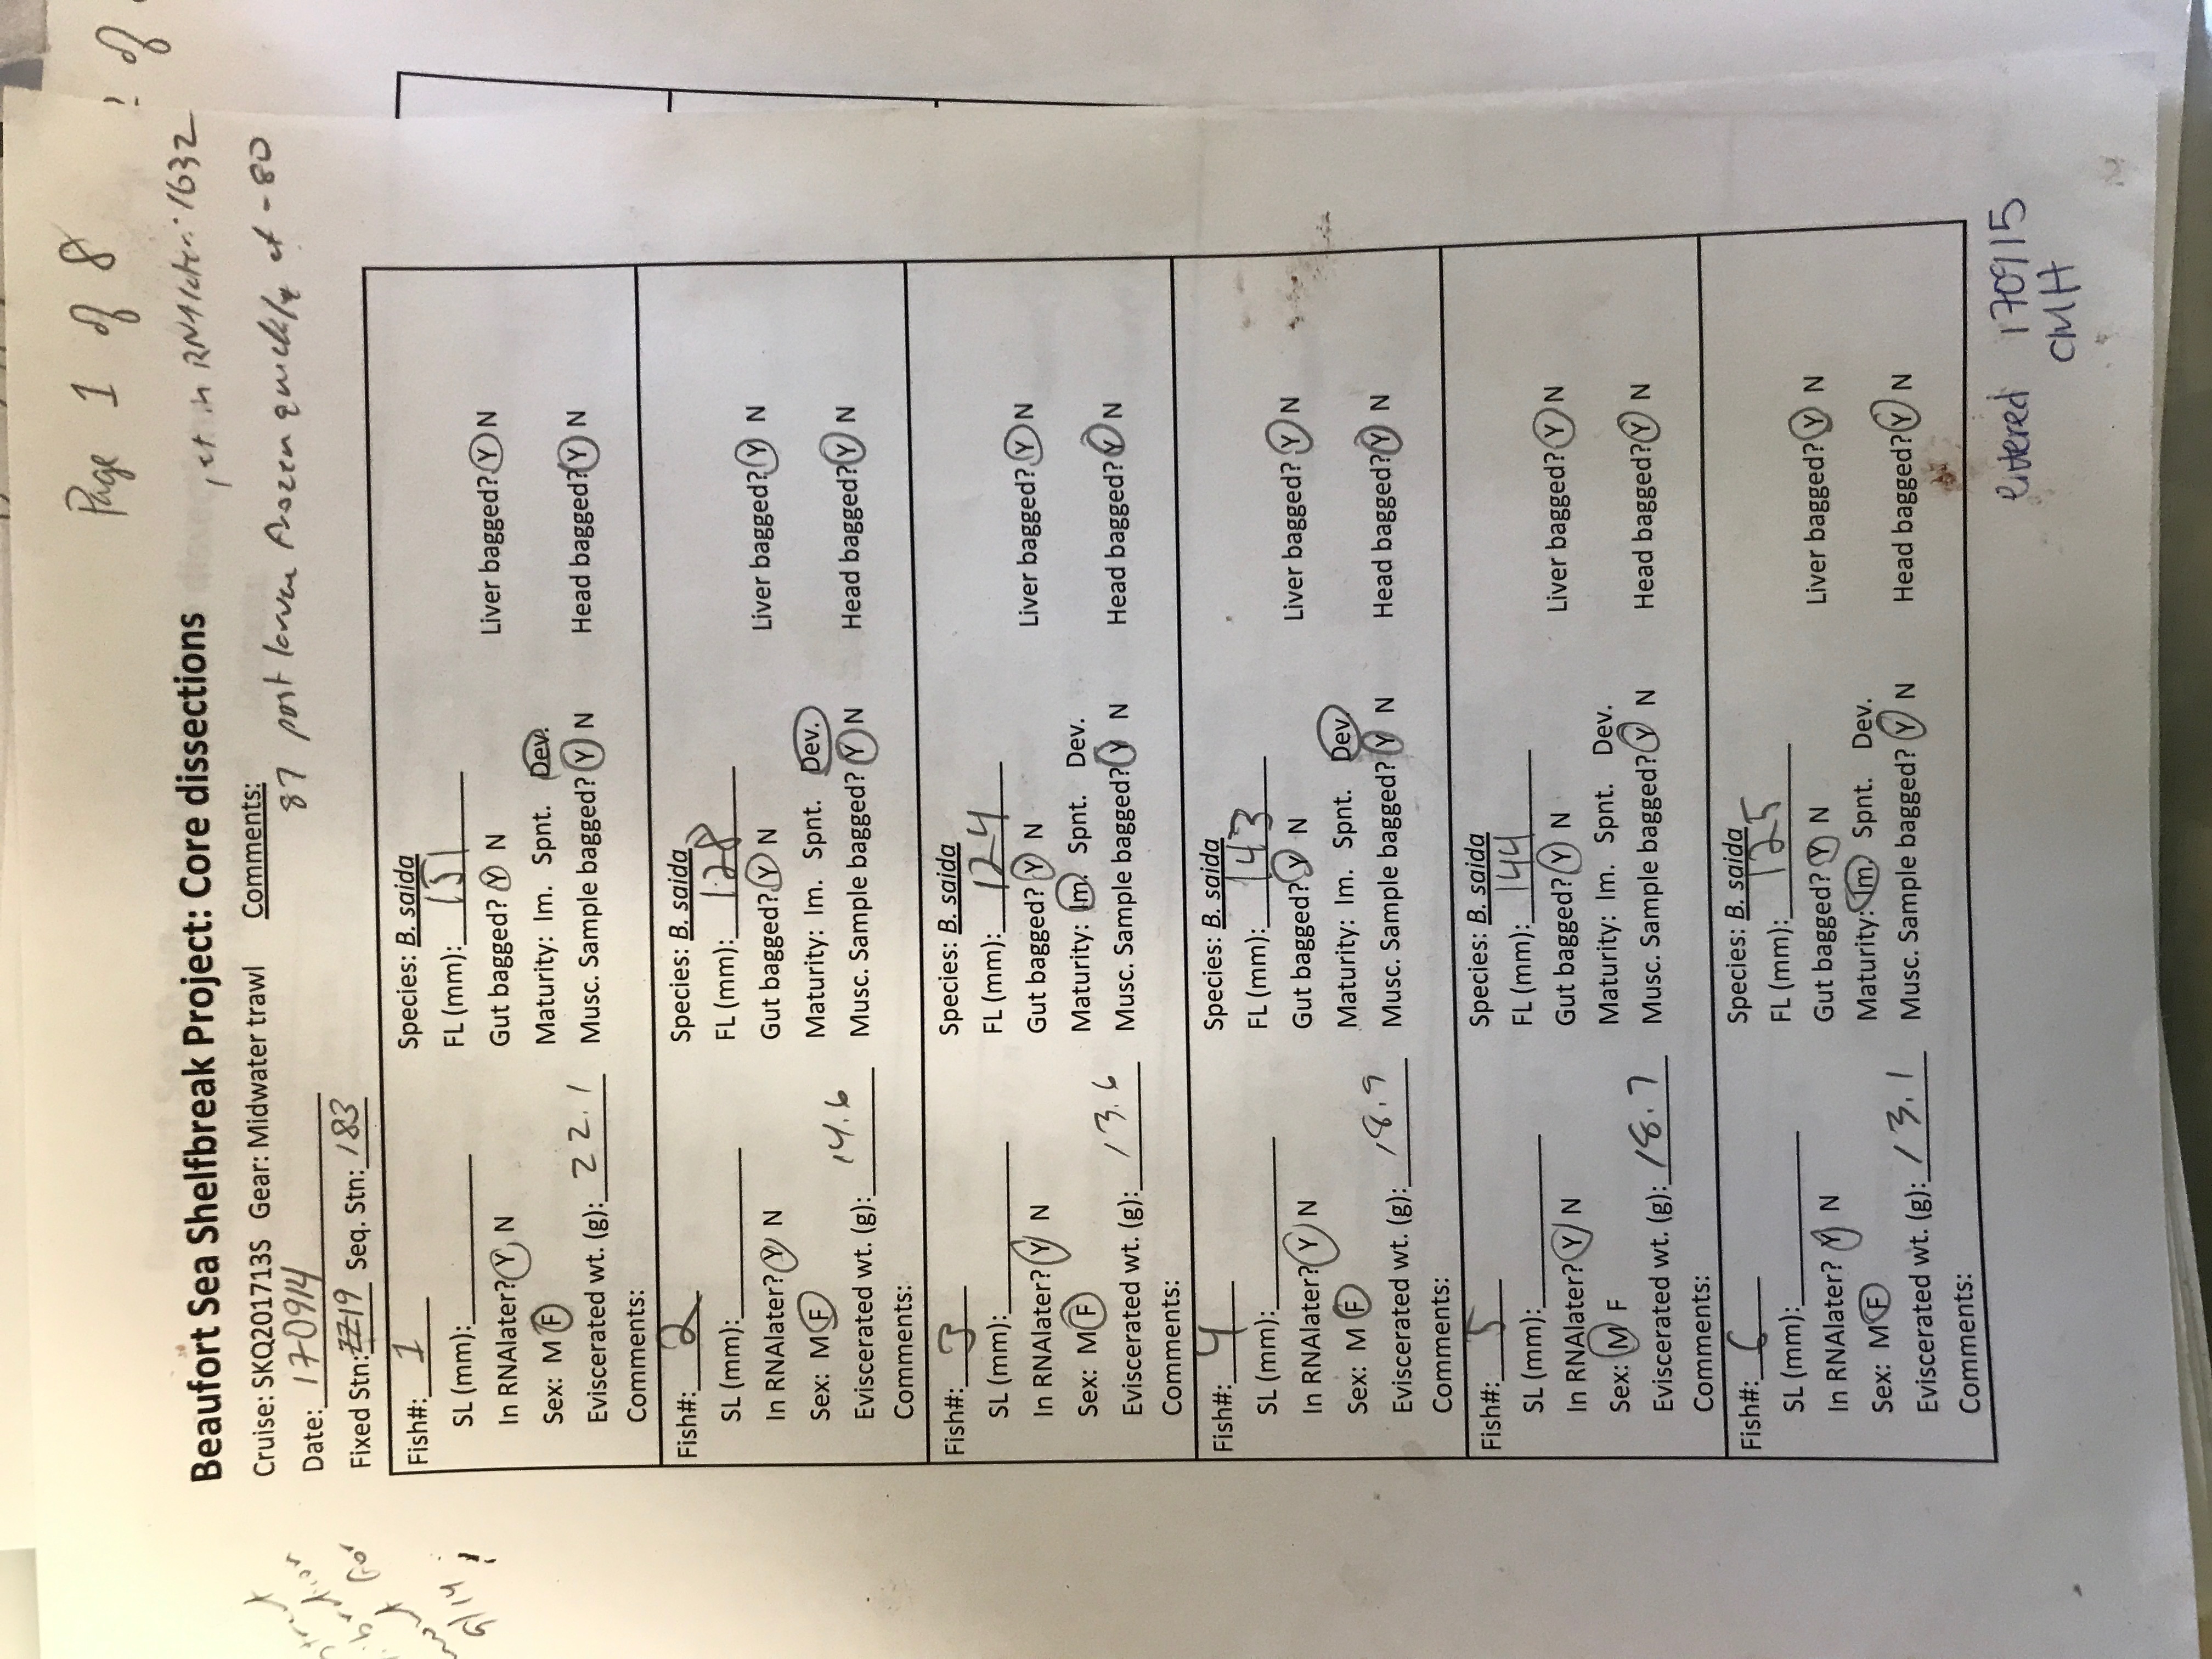 Page 1 of 8
of
Beaufort Sea Shelfbreak Project: Core dissections
in RNAlater: 1632
Cruise: SKQ201713S Gear: Midwater trawl Comments:
87 post larvae frozen quickly at -80
Date: 170914
Fixed Stn: 19 Seq. Stn: 183
for
9/14
Fish#: 1 Species: B. saida
SL (mm): FL (mm): 151
In RNAlater? Y N Gut bagged? Y N Liver bagged? Y N
Sex: M F Maturity: Im. Spnt. Dev.
Eviscerated wt. (g): 22.1 Musc. Sample bagged? Y N Head bagged? Y N
Comments:
Fish#: 2 Species: B. saida
SL (mm): FL (mm): 128
In RNAlater? Y N Gut bagged? Y N Liver bagged? Y N
Sex: M F Maturity: Im. Spnt. Dev.
Eviscerated wt. (g): 14.6 Musc. Sample bagged? Y N Head bagged? Y N
Comments:
Fish#: 3 Species: B. saida
SL (mm): FL (mm): 124
In RNAlater? Y N Gut bagged? Y N Liver bagged? Y N
Sex: M F Maturity: Im. Spnt. Dev.
Eviscerated wt. (g): 13.6 Musc. Sample bagged? Y N Head bagged? Y N
Comments:
Fish#: 4 Species: B. saida
SL (mm): FL (mm): 143
In RNAlater? Y N Gut bagged? Y N Liver bagged? Y N
Sex: M F Maturity: Im. Spnt. Dev.
Eviscerated wt. (g): 18.9 Musc. Sample bagged? Y N Head bagged? Y N
Comments:
Fish#: 5 Species: B. saida
SL (mm): FL (mm): 144
In RNAlater? Y N Gut bagged? Y N Liver bagged? Y N
Sex: M F Maturity: Im. Spnt. Dev.
Eviscerated wt. (g): 18.7 Musc. Sample bagged? Y N Head bagged? Y N
Comments:
Fish#: 6 Species: B. saida
SL (mm): FL (mm): 125
In RNAlater? Y N Gut bagged? Y N Liver bagged? Y N
Sex: M F Maturity: Im. Spnt. Dev.
Eviscerated wt. (g): 13.1 Musc. Sample bagged? Y N Head bagged? Y N
Comments:
entered 170915
CMH